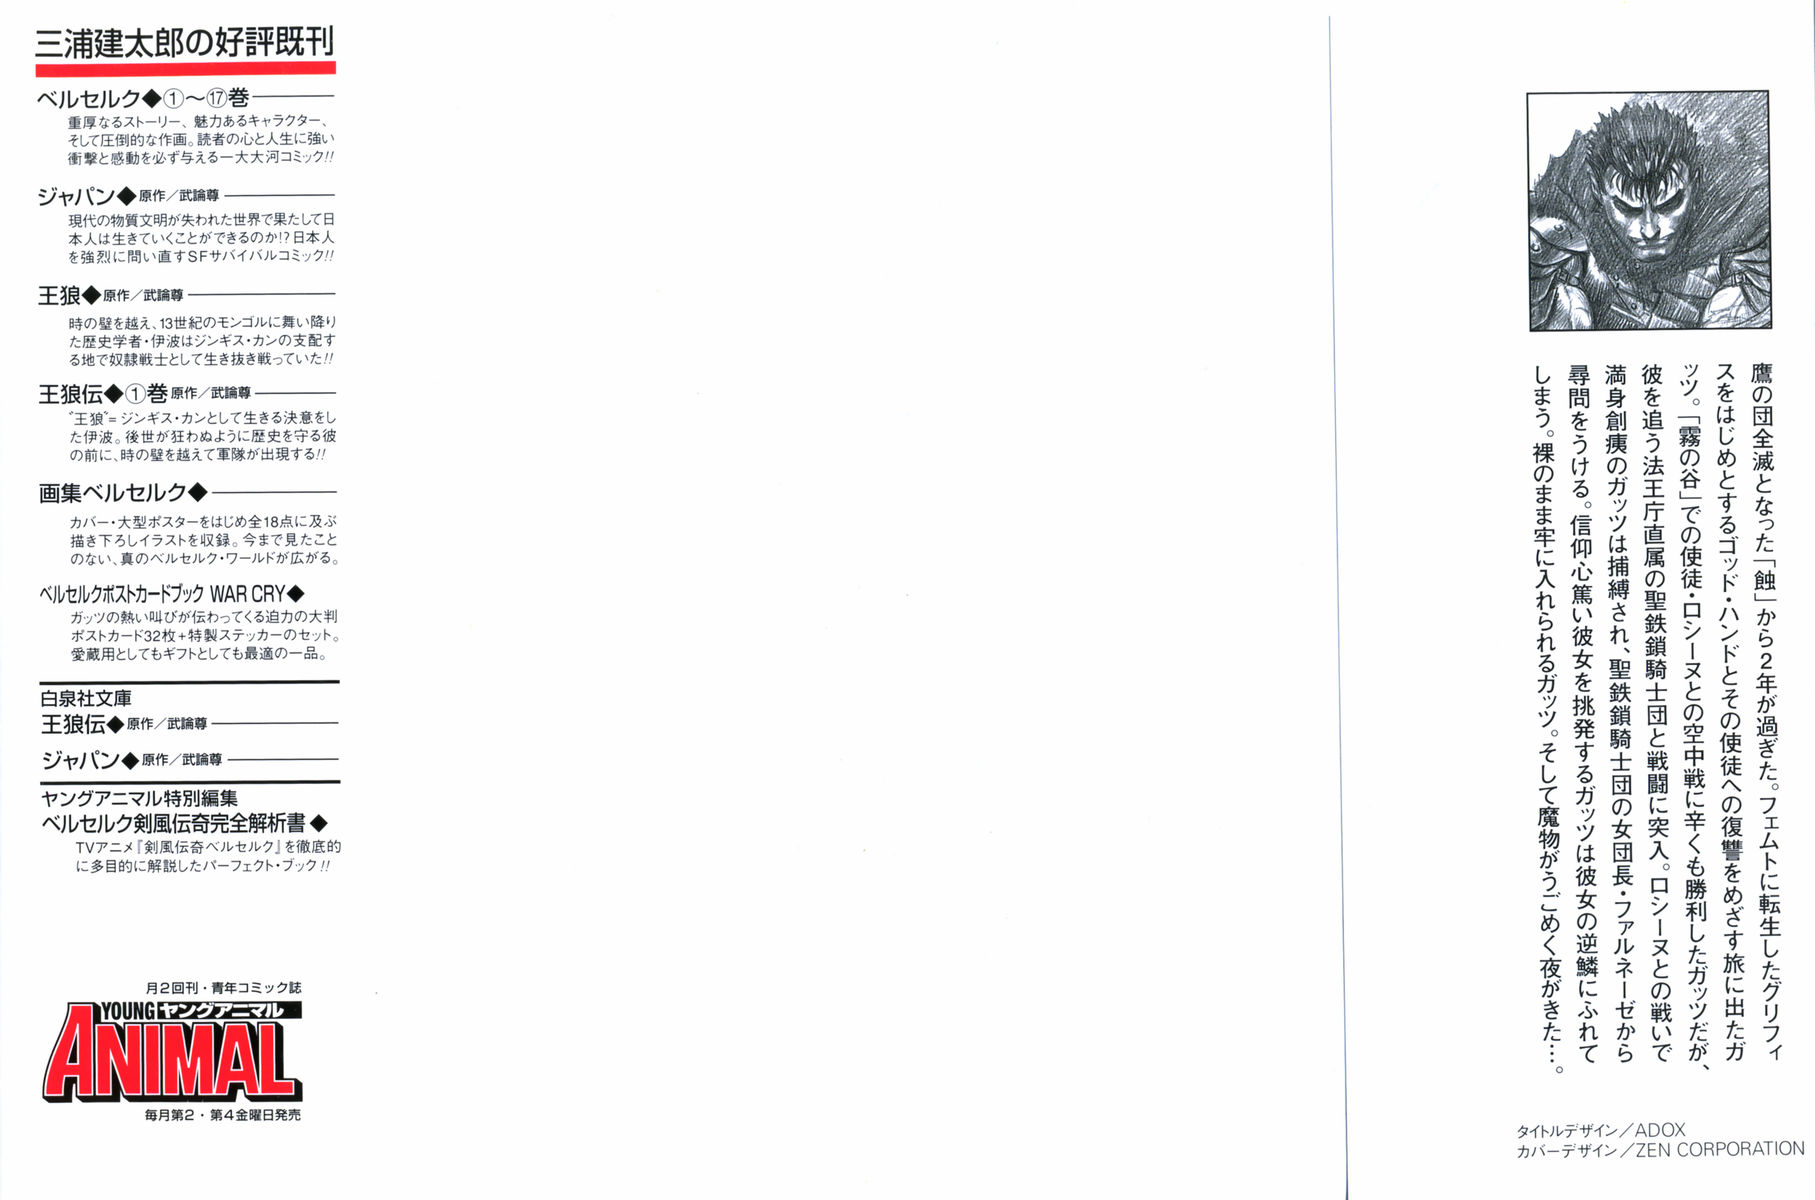 三浦建太郎の好評既刊
ベルセルク◆①〜⑰巻
重厚なるストーリー、魅力あるキャラクター、
そして圧倒的な作画。読者の心と人生に強い
衝撃と感動を必ず与える一大大河コミック!!
ジャパン◆原作／武論尊
現代の物質文明が失われた世界で果たして日
本人は生きていくことができるのか!?日本人
を強烈に問い直すSFサバイバルコミック!!
王狼◆原作／武論尊
時の壁を越え、13世紀のモンゴルに舞い降り
た歴史学者・伊波はジンギス・カンの支配す
る地で奴隷戦士として生き抜き戦っていた!!
王狼伝◆①巻 原作／武論尊
“王狼”＝ジンギス・カンとして生きる決意をし
た伊波。後世が狂わぬように歴史を守る彼
の前に、時の壁を越えて軍隊が出現する!!
画集ベルセルク◆
カバー・大型ポスターをはじめ全18点に及ぶ
描き下ろしイラストを収録。今まで見たこと
のない、真のベルセルク・ワールドが広がる。
ベルセルクポストカードブック WAR CRY◆
ガッツの熱い叫びが伝わってくる迫力の大判
ポストカード32枚＋特製ステッカーのセット。
愛蔵用としてもギフトとしても最適の一品。
白泉社文庫
王狼伝◆原作／武論尊
ジャパン◆原作／武論尊
ヤングアニマル特別編集
ベルセルク剣風伝奇完全解析書◆
TVアニメ『剣風伝奇ベルセルク』を徹底的
に多目的に解説したパーフェクト・ブック!!
月2回刊・青年コミック誌
YOUNG ヤングアニマル
ANIMAL
毎月第2・第4金曜日発売
鷹の団全滅となった「蝕」から2年が過ぎた。フェムトに転生したグリフィ
スをはじめとするゴッド・ハンドとその使徒への復讐をめざす旅に出たガ
ッツ。「霧の谷」での使徒・ロシーヌとの空中戦に辛くも勝利したガッツだが、
彼を追う法王庁直属の聖鉄鎖騎士団と戦闘に突入。ロシーヌとの戦いで
満身創痍のガッツは捕縛され、聖鉄鎖騎士団の女団長・ファルネーゼから
尋問をうける。信仰心篤い彼女を挑発するガッツは彼女の逆鱗にふれて
しまう。裸のまま牢に入れられるガッツ。そして魔物がうごめく夜がきた…。
タイトルデザイン／ADOX
カバーデザイン／ZEN CORPORATION